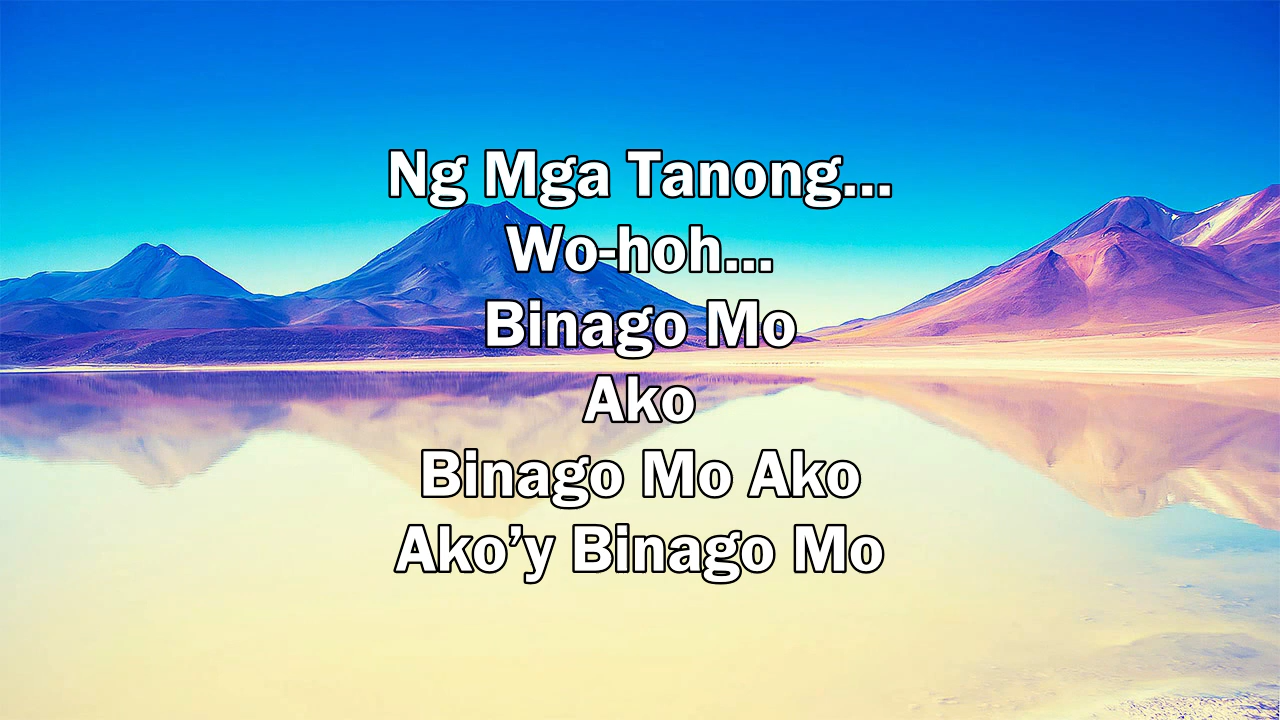 Ng Mga Tanong...
Wo-hoh...
Binago Mo
Ako
Binago Mo Ako
Ako’y Binago Mo